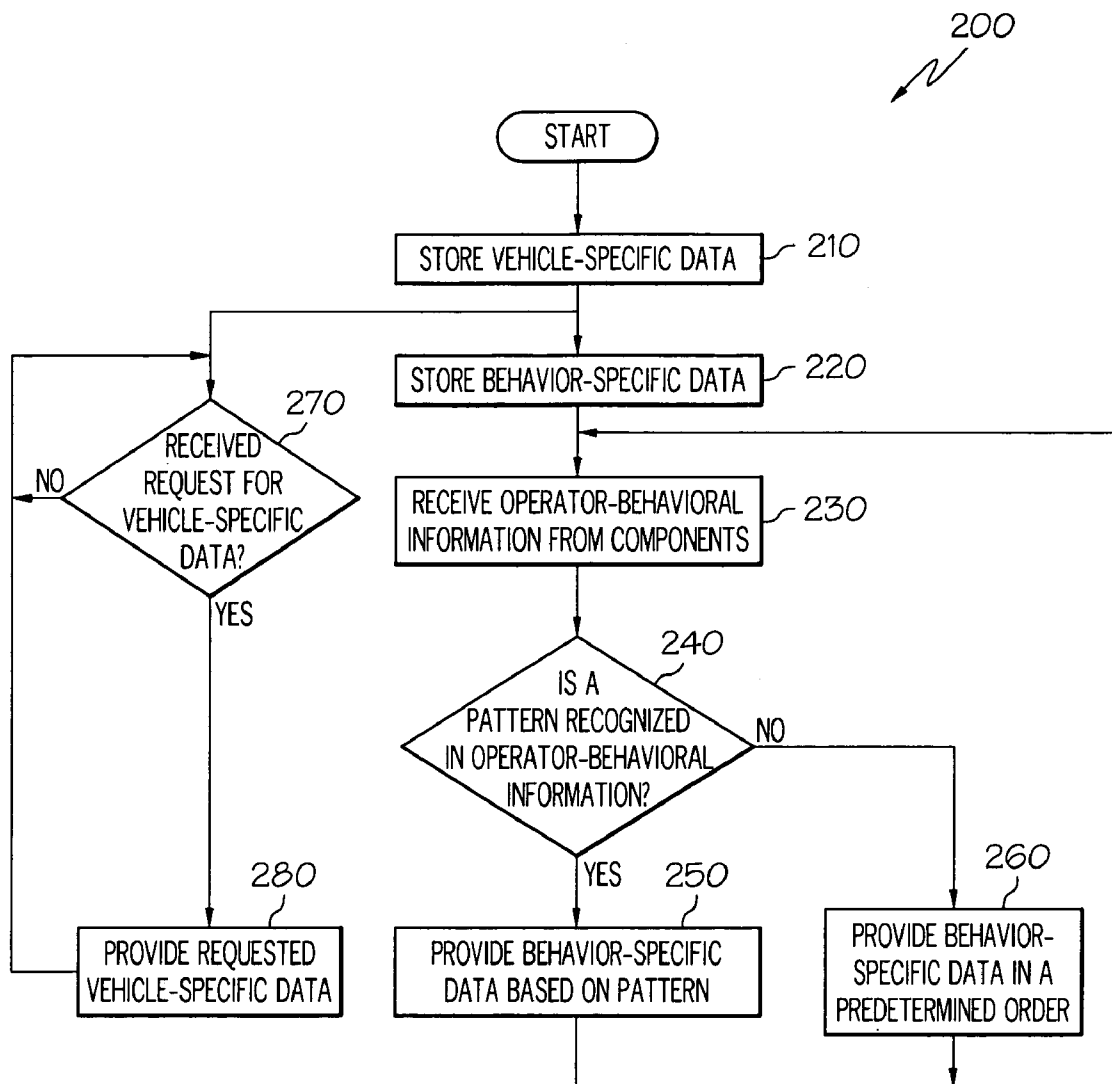 200
START
STORE VEHICLE-SPECIFIC DATA
210
STORE BEHAVIOR-SPECIFIC DATA
220
270
RECEIVED
REQUEST FOR
VEHICLE-SPECIFIC
DATA?
NO
YES
RECEIVE OPERATOR-BEHAVIORAL
INFORMATION FROM COMPONENTS
230
240
IS A
PATTERN RECOGNIZED
IN OPERATOR-BEHAVIORAL
INFORMATION?
NO
YES
280
PROVIDE REQUESTED
VEHICLE-SPECIFIC DATA
250
PROVIDE BEHAVIOR-SPECIFIC
DATA BASED ON PATTERN
260
PROVIDE BEHAVIOR-
SPECIFIC DATA IN A
PREDETERMINED ORDER